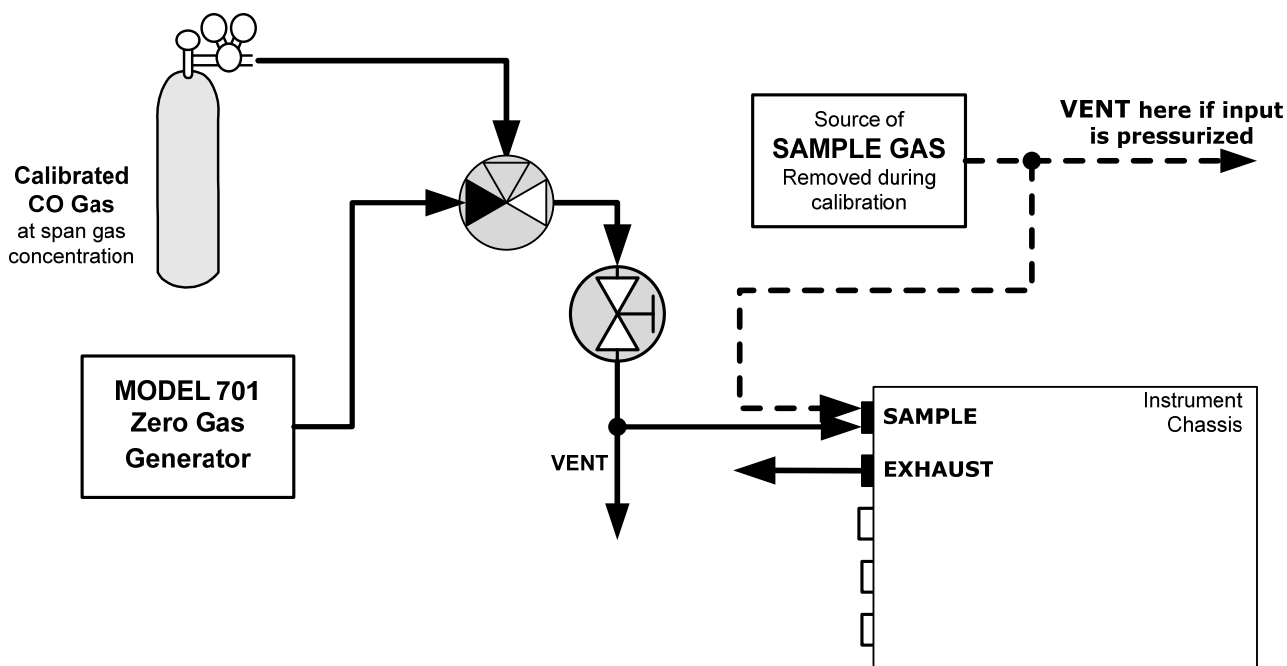 Calibrated
CO Gas
at span gas
concentration
MODEL 701
Zero Gas
Generator
Source of
SAMPLE GAS
Removed during
calibration
VENT here if input
is pressurized
VENT
SAMPLE
EXHAUST
Instrument
Chassis